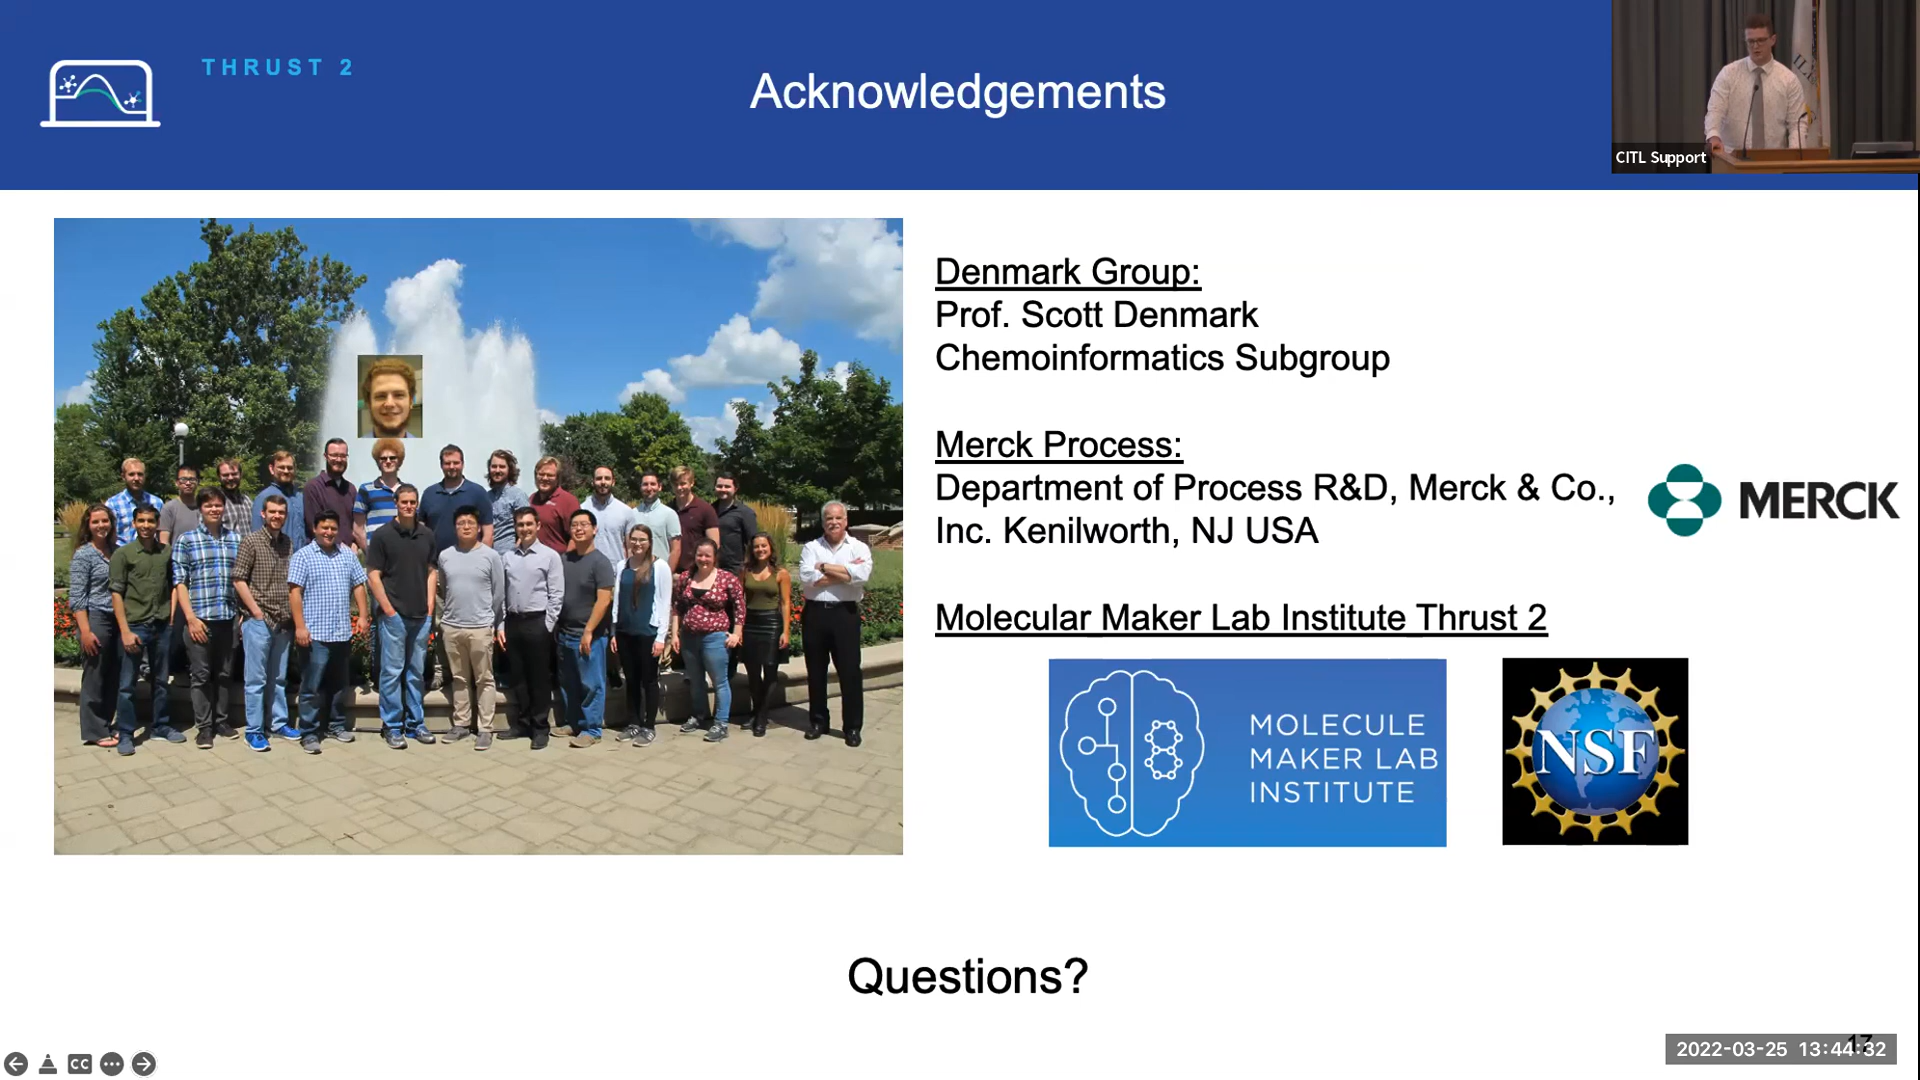 THRUST 2
Acknowledgements
CITL Support
Denmark Group:
Prof. Scott Denmark
Chemoinformatics Subgroup
Merck Process:
Department of Process R&D, Merck & Co.,
Inc. Kenilworth, NJ USA
MERCK
Molecular Maker Lab Institute Thrust 2
MOLECULE
MAKER LAB
INSTITUTE
NSF
Questions?
CC
17
2022-03-25 13:44:32